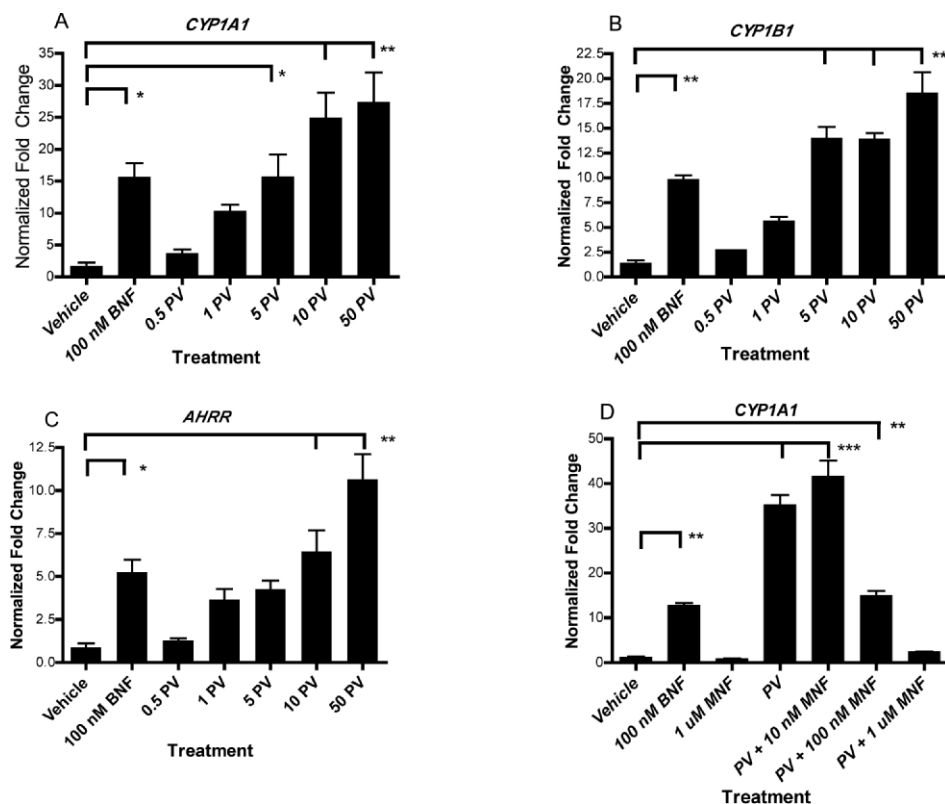 A
CYP1A1
**
*
*
Normalized Fold Change
35
30
25
20
15
10
5
0
Vehicle
100 nM BNF
0.5 PV
1 PV
5 PV
10 PV
50 PV
Treatment
B
CYP1B1
**
**
Normalized Fold Change
22.5
20.0
17.5
15.0
12.5
10.0
7.5
5.0
2.5
0.0
Vehicle
100 nM BNF
0.5 PV
1 PV
5 PV
10 PV
50 PV
Treatment
C
AHRR
**
*
Normalized Fold Change
12.5
10.0
7.5
5.0
2.5
0.0
Vehicle
100 nM BNF
0.5 PV
1 PV
5 PV
10 PV
50 PV
Treatment
D
CYP1A1
**
***
**
Normalized Fold Change
50
40
30
20
10
0
Vehicle
100 nM BNF
1 uM MNF
PV
PV + 10 nM MNF
PV + 100 nM MNF
PV + 1 uM MNF
Treatment